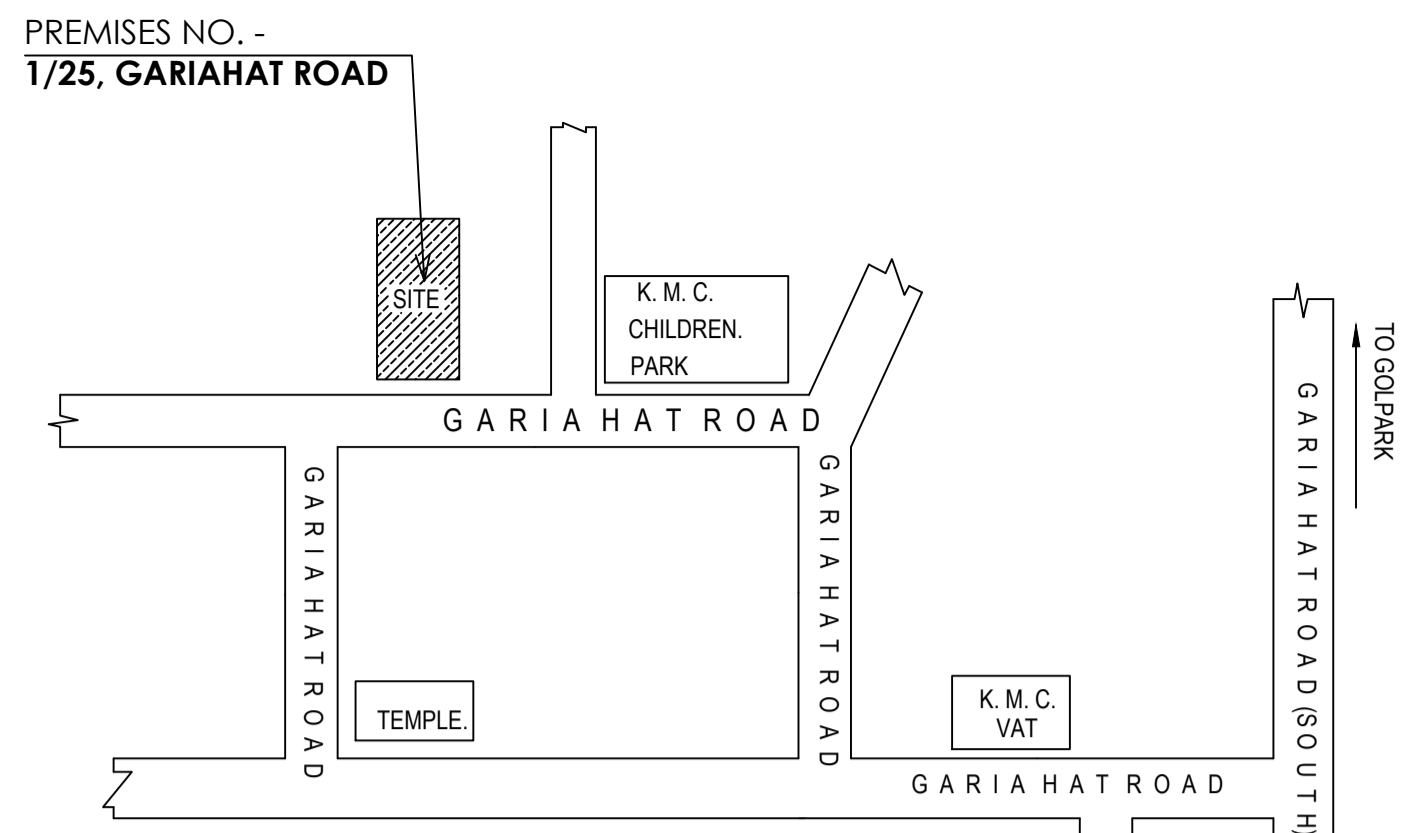 PREMISES NO. -
1/25, GARIAHAT ROAD
SITE
K. M. C.
CHILDREN.
PARK
TO GOLPARK
GARIA HAT ROAD
GARIA HAT ROAD
GARIA HAT ROAD
GARIA HAT ROAD (SOUTH)
TEMPLE.
K. M. C.
VAT
GARIA HAT ROAD